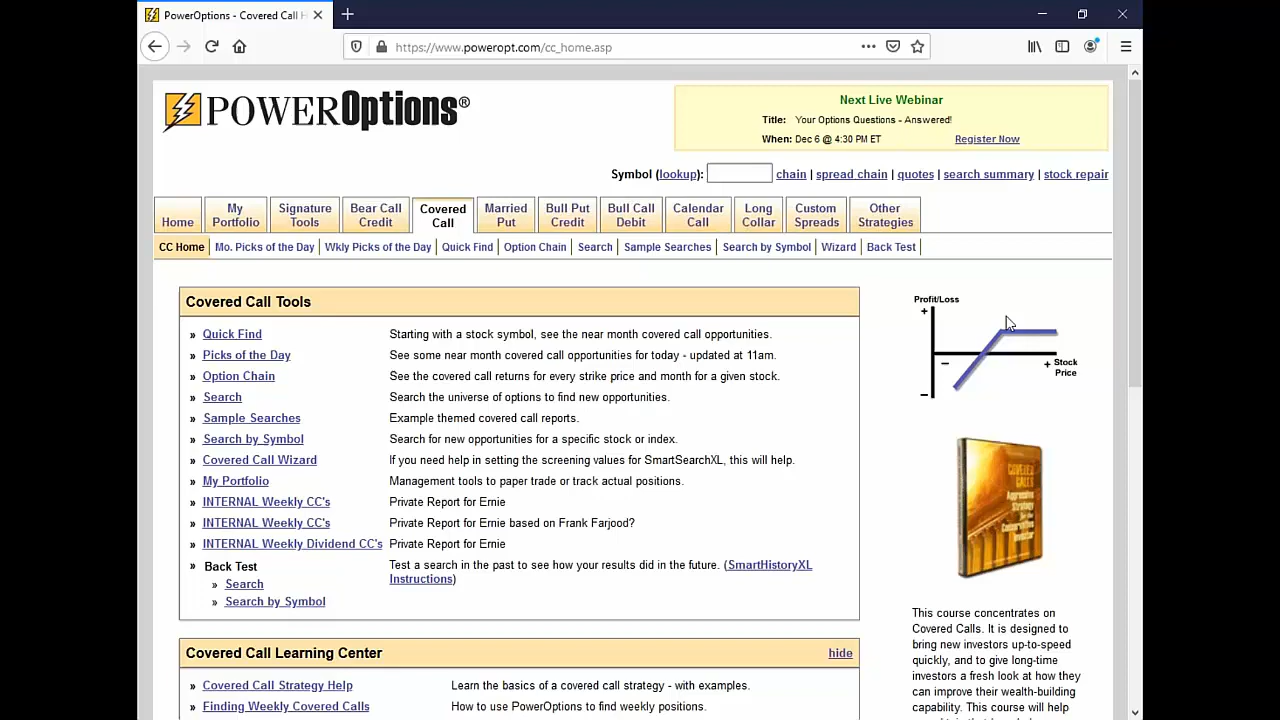 PowerOptions - Covered Call H
https://www.poweropt.com/cc_home.asp
POWEROptions®
Next Live Webinar
Title: Your Options Questions - Answered!
When: Dec 6 @ 4:30 PM ET Register Now
Symbol (lookup): chain | spread chain | quotes | search summary | stock repair
Home
My Portfolio
Signature Tools
Bear Call Credit
Covered Call
Married Put
Bull Put Credit
Bull Call Debit
Calendar Call
Long Collar
Custom Spreads
Other Strategies
CC Home | Mo. Picks of the Day | Wkly Picks of the Day | Quick Find | Option Chain | Search | Sample Searches | Search by Symbol | Wizard | Back Test
Covered Call Tools
» Quick Find Starting with a stock symbol, see the near month covered call opportunities.
» Picks of the Day See some near month covered call opportunities for today - updated at 11am.
» Option Chain See the covered call returns for every strike price and month for a given stock.
» Search Search the universe of options to find new opportunities.
» Sample Searches Example themed covered call reports.
» Search by Symbol Search for new opportunities for a specific stock or index.
» Covered Call Wizard If you need help in setting the screening values for SmartSearchXL, this will help.
» My Portfolio Management tools to paper trade or track actual positions.
» INTERNAL Weekly CC's Private Report for Ernie
» INTERNAL Weekly CC's Private Report for Ernie based on Frank Farjood?
» INTERNAL Weekly Dividend CC's Private Report for Ernie
» Back Test Test a search in the past to see how your results did in the future. (SmartHistoryXL
Instructions)
» Search
» Search by Symbol
Covered Call Learning Center hide
» Covered Call Strategy Help Learn the basics of a covered call strategy - with examples.
» Finding Weekly Covered Calls How to use PowerOptions to find weekly positions.
Profit/Loss
+
− + Stock
Price
−
COVERED
CALLS
Aggressive
Strategy
for the
Conservative
Investor
This course concentrates on
Covered Calls. It is designed to
bring new investors up-to-speed
quickly, and to give long-time
investors a fresh look at how they
can improve their wealth-building
capability. This course will help